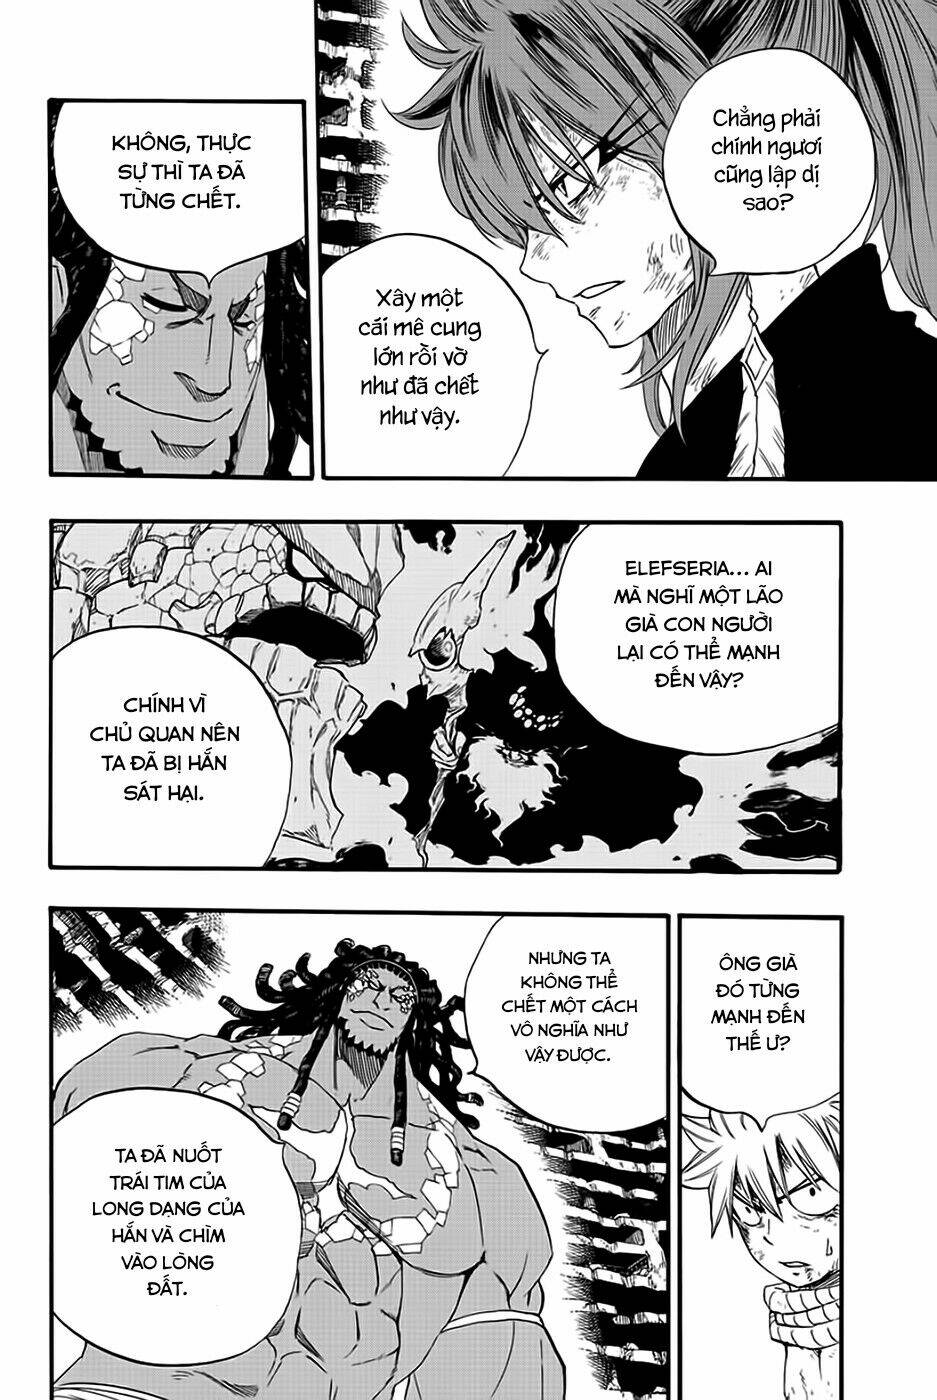 Chẳng phải
chính ngươi
cũng lập dị
sao?
Xây một
cái mê cung
lớn rồi vờ
như đã chết
như vậy.
KHÔNG, THỰC
SỰ THÌ TA ĐÃ
TỪNG CHẾT.
ELEFSERIA... AI
MÀ NGHĨ MỘT LÃO
GIÀ CON NGƯỜI
LẠI CÓ THỂ MẠNH
ĐẾN VẬY?
CHÍNH VÌ
CHỦ QUAN NÊN
TA ĐÃ BỊ HẮN
SÁT HẠI.
ÔNG GIÀ
ĐÓ TỪNG
MẠNH ĐẾN
THẾ Ư?
NHƯNG TA
KHÔNG THỂ
CHẾT MỘT CÁCH
VÔ NGHĨA NHƯ
VẬY ĐƯỢC.
TA ĐÃ NUỐT
TRÁI TIM CỦA
LONG DẠNG CỦA
HẮN VÀ CHÌM
VÀO LÒNG
ĐẤT.